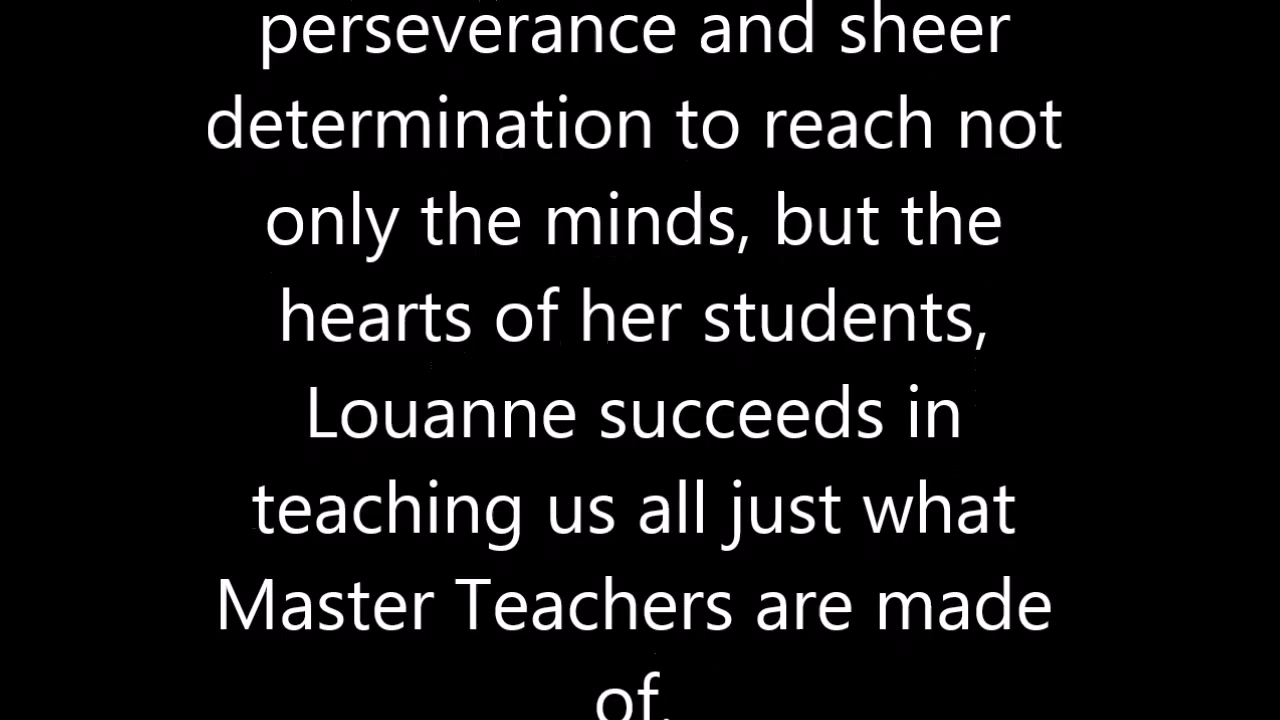 perseverance and sheer
determination to reach not
only the minds, but the
hearts of her students,
Louanne succeeds in
teaching us all just what
Master Teachers are made
of.